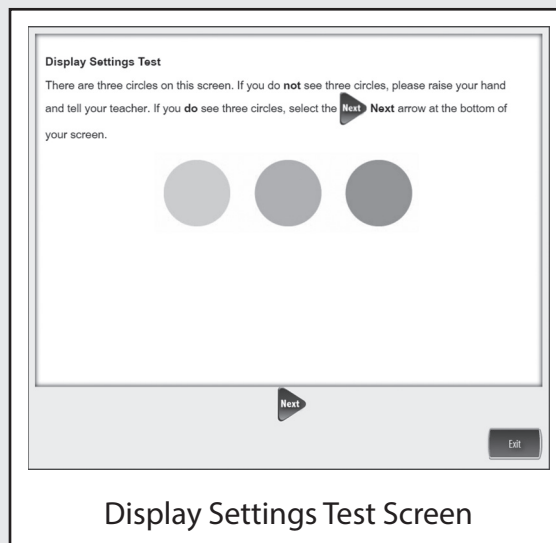 Display Settings Test
There are three circles on this screen. If you do not see three circles, please raise your hand
and tell your teacher. If you do see three circles, select the Next Next arrow at the bottom of
your screen.
Next
Exit
Display Settings Test Screen